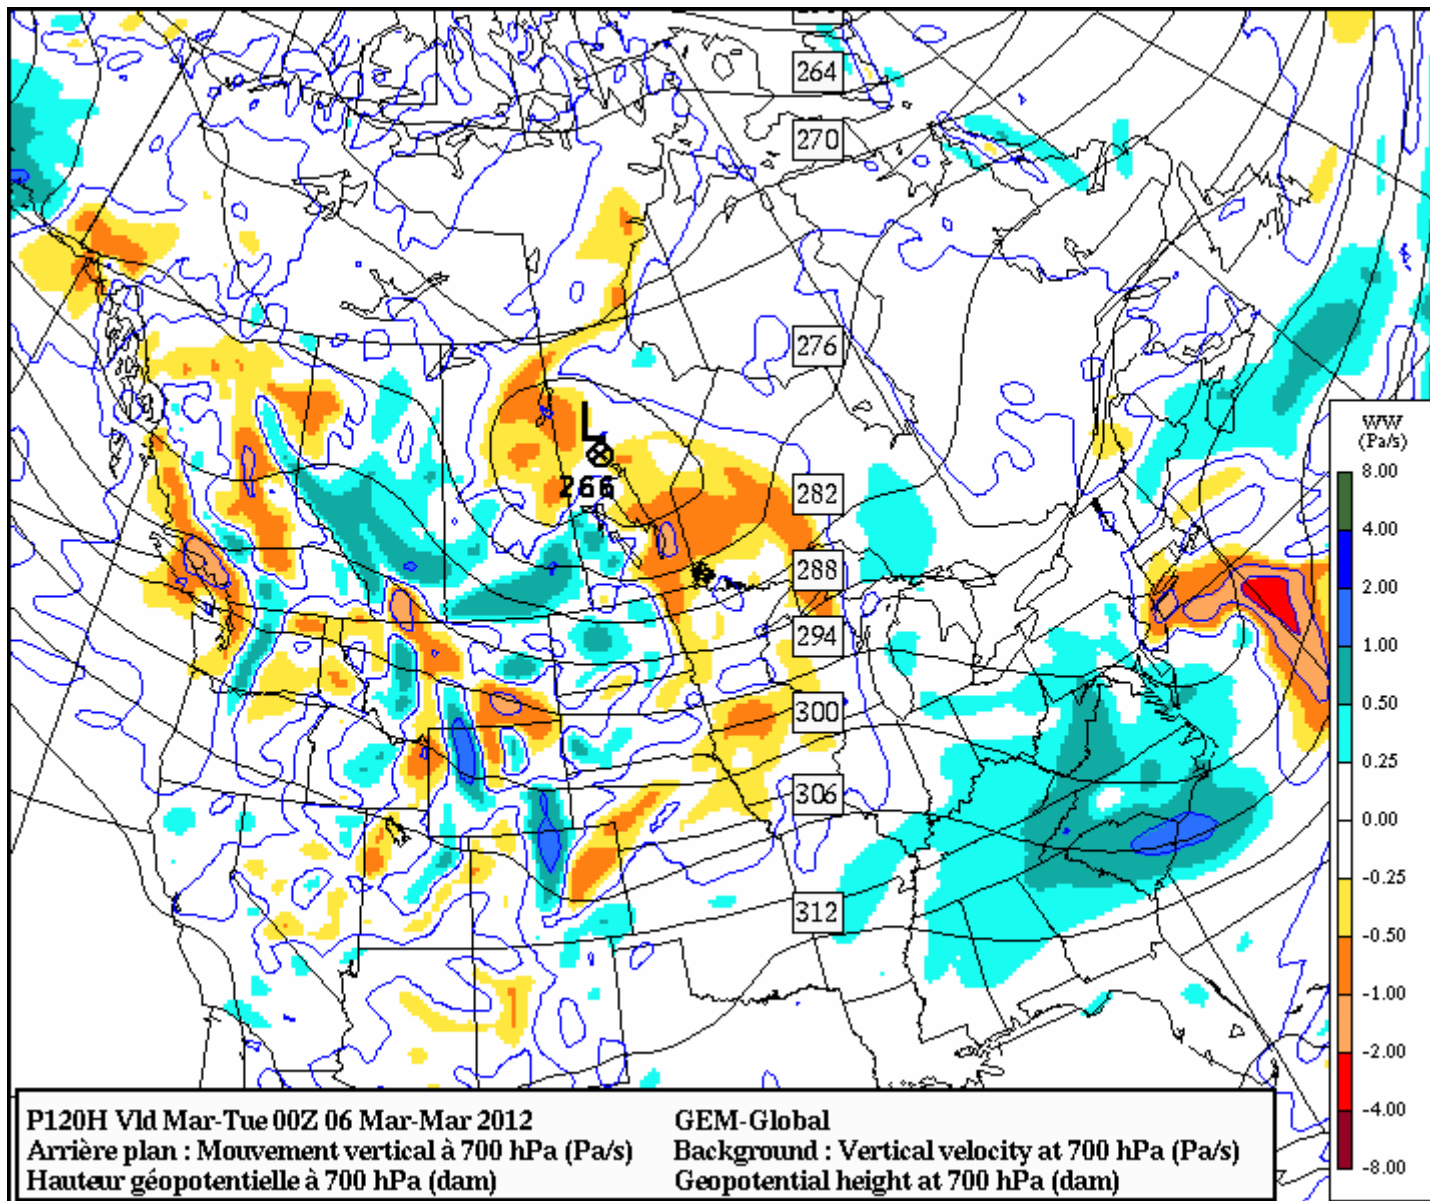 264
270
276
L
266
282
288
294
300
306
312
WW
(Pa/s)
8.00
4.00
2.00
1.00
0.50
0.25
0.00
-0.25
-0.50
-1.00
-2.00
-4.00
-8.00
P120H Vld Mar-Tue 00Z 06 Mar-Mar 2012
GEM-Global
Arrière plan : Mouvement vertical à 700 hPa (Pa/s)
Background : Vertical velocity at 700 hPa (Pa/s)
Hauteur géopotentielle à 700 hPa (dam)
Geopotential height at 700 hPa (dam)